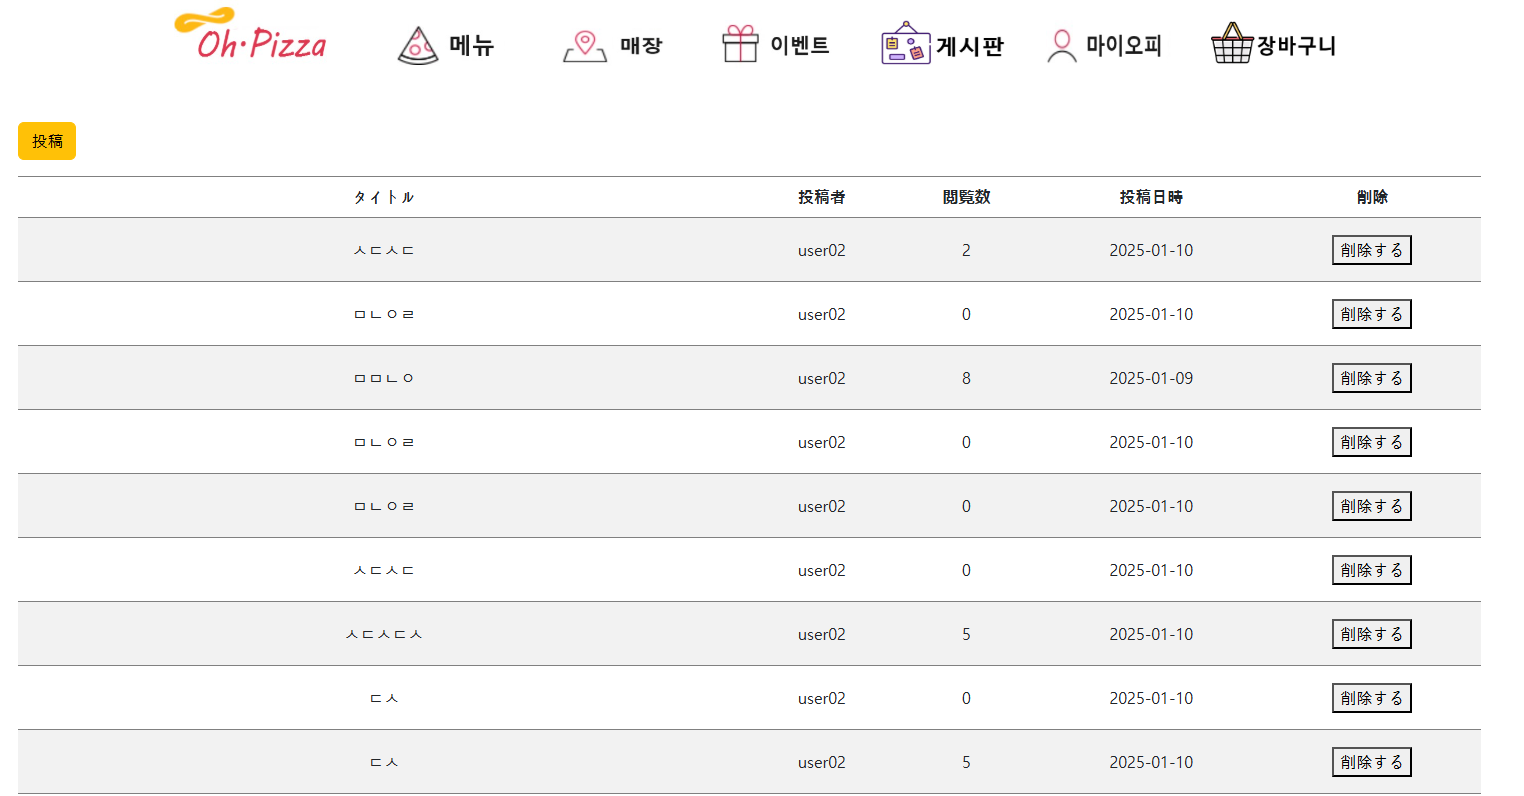 Oh·Pizza 메뉴 매장 이벤트 게시판 마이오피 장바구니
投稿
タイトル 投稿者 閲覧数 投稿日時 削除
ㅅㄷㅅㄷ user02 2 2025-01-10 削除する
ㅁㄴㅇㄹ user02 0 2025-01-10 削除する
ㅁㅁㄴㅇ user02 8 2025-01-09 削除する
ㅁㄴㅇㄹ user02 0 2025-01-10 削除する
ㅁㄴㅇㄹ user02 0 2025-01-10 削除する
ㅅㄷㅅㄷ user02 0 2025-01-10 削除する
ㅅㄷㅅㄷㅅ user02 5 2025-01-10 削除する
ㄷㅅ user02 0 2025-01-10 削除する
ㄷㅅ user02 5 2025-01-10 削除する